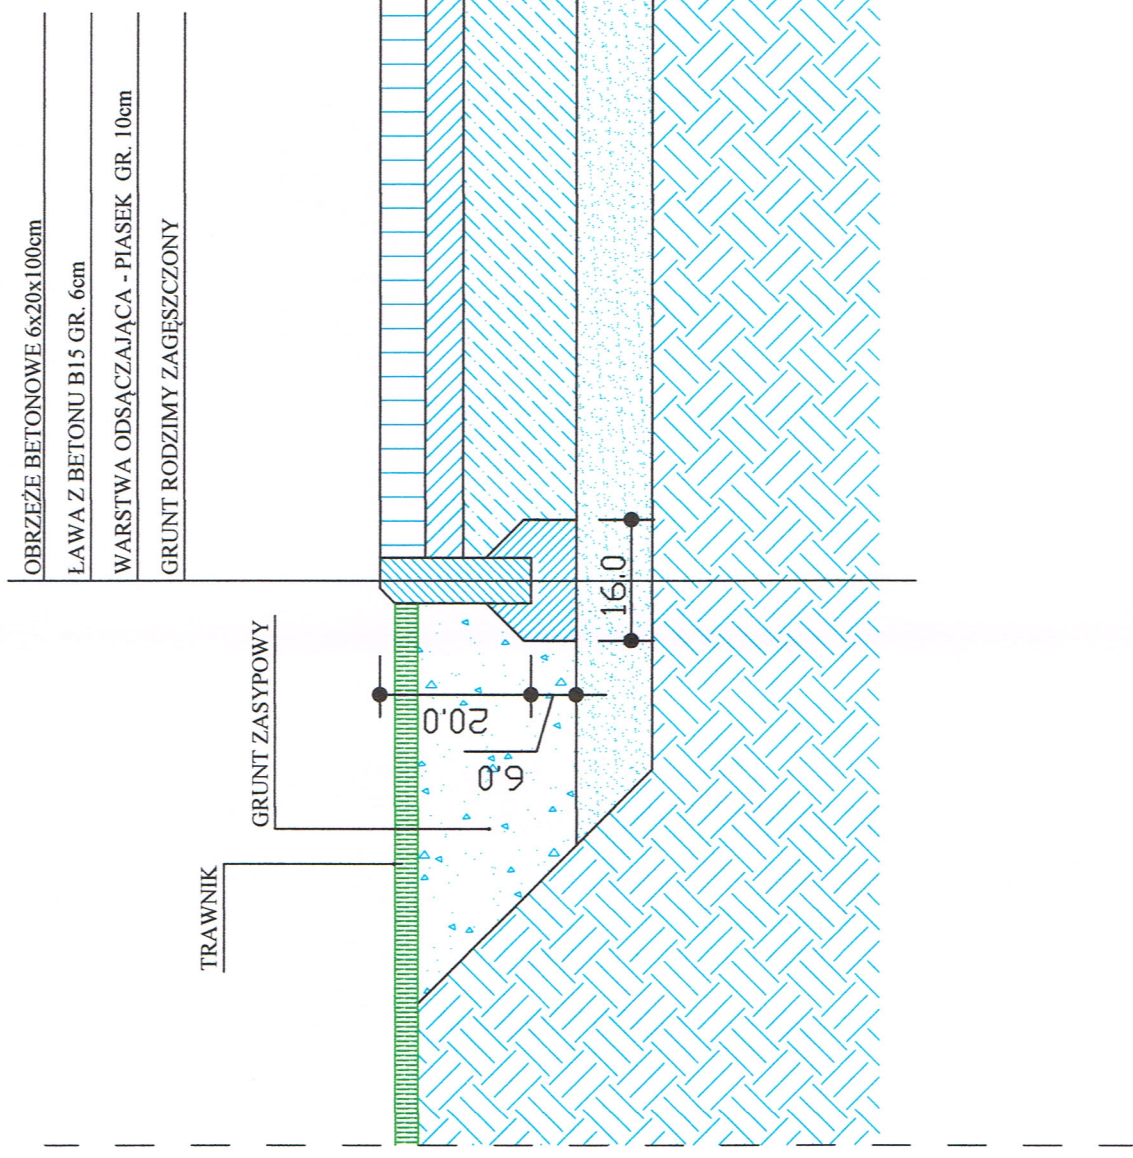 OBRZEŻE BETONOWE 6x20x100cm
ŁAWA Z BETONU B15 GR. 6cm
WARSTWA ODSĄCZAJĄCA - PIASEK GR. 10cm
GRUNT RODZIMY ZAGĘSZCZONY
TRAWNIK
GRUNT ZASYPOWY
20.0
6.0
16.0